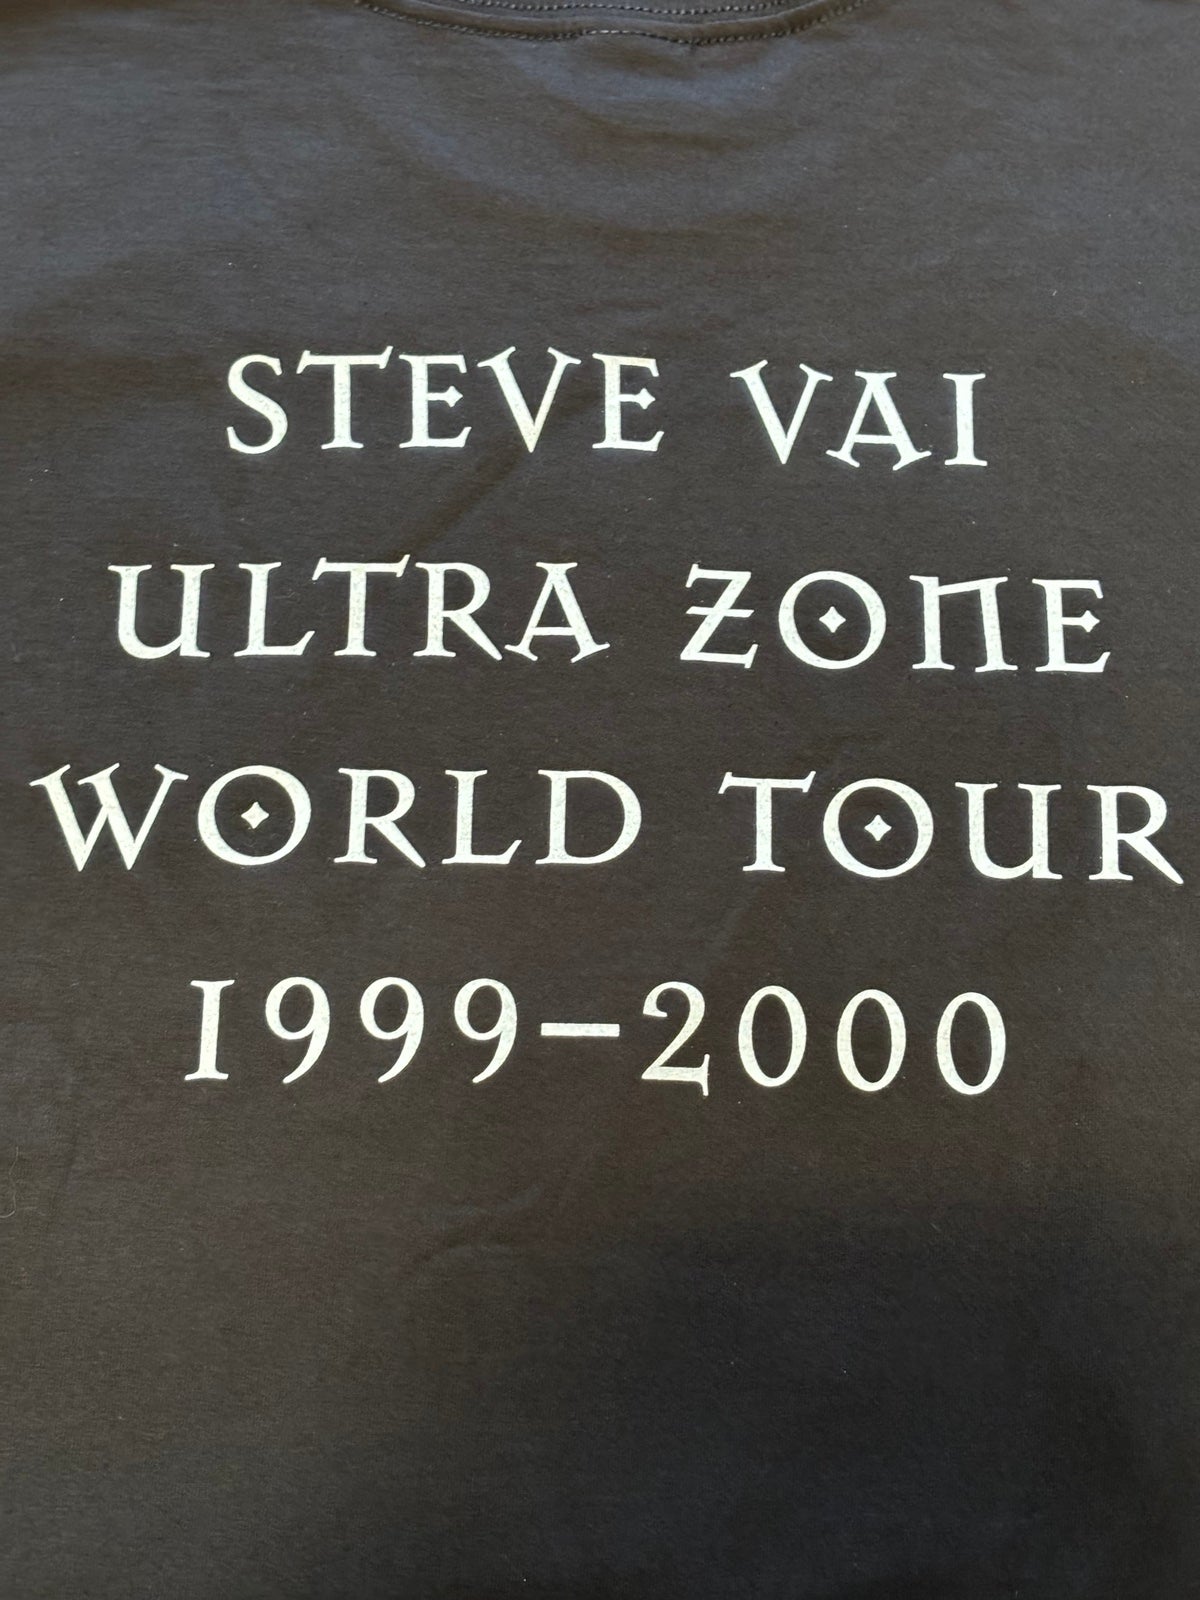 STEVE VAI
ULTRA ZONE
WORLD TOUR
1999-2000